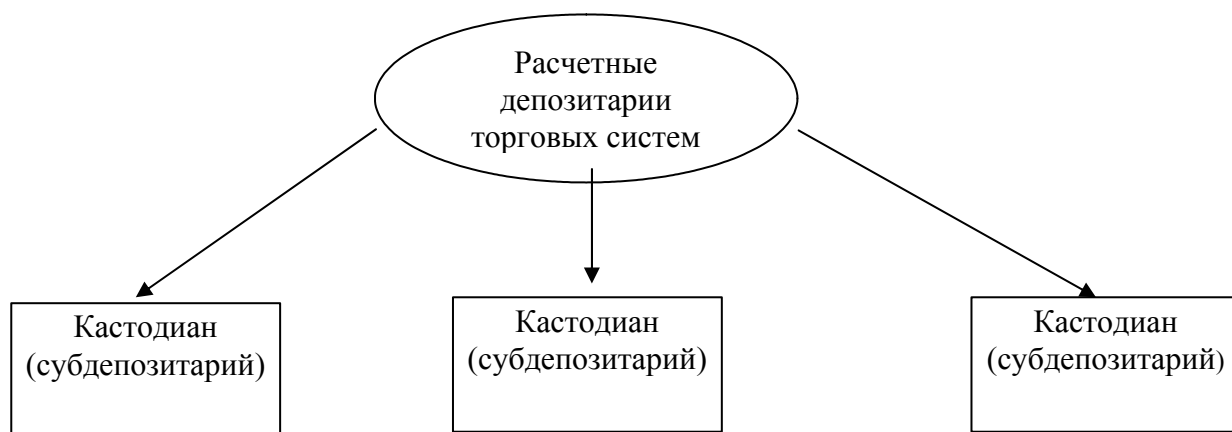 Расчетные
депозитарии
торговых систем
Кастодиан
(субдепозитарий)
Кастодиан
(субдепозитарий)
Кастодиан
(субдепозитарий)